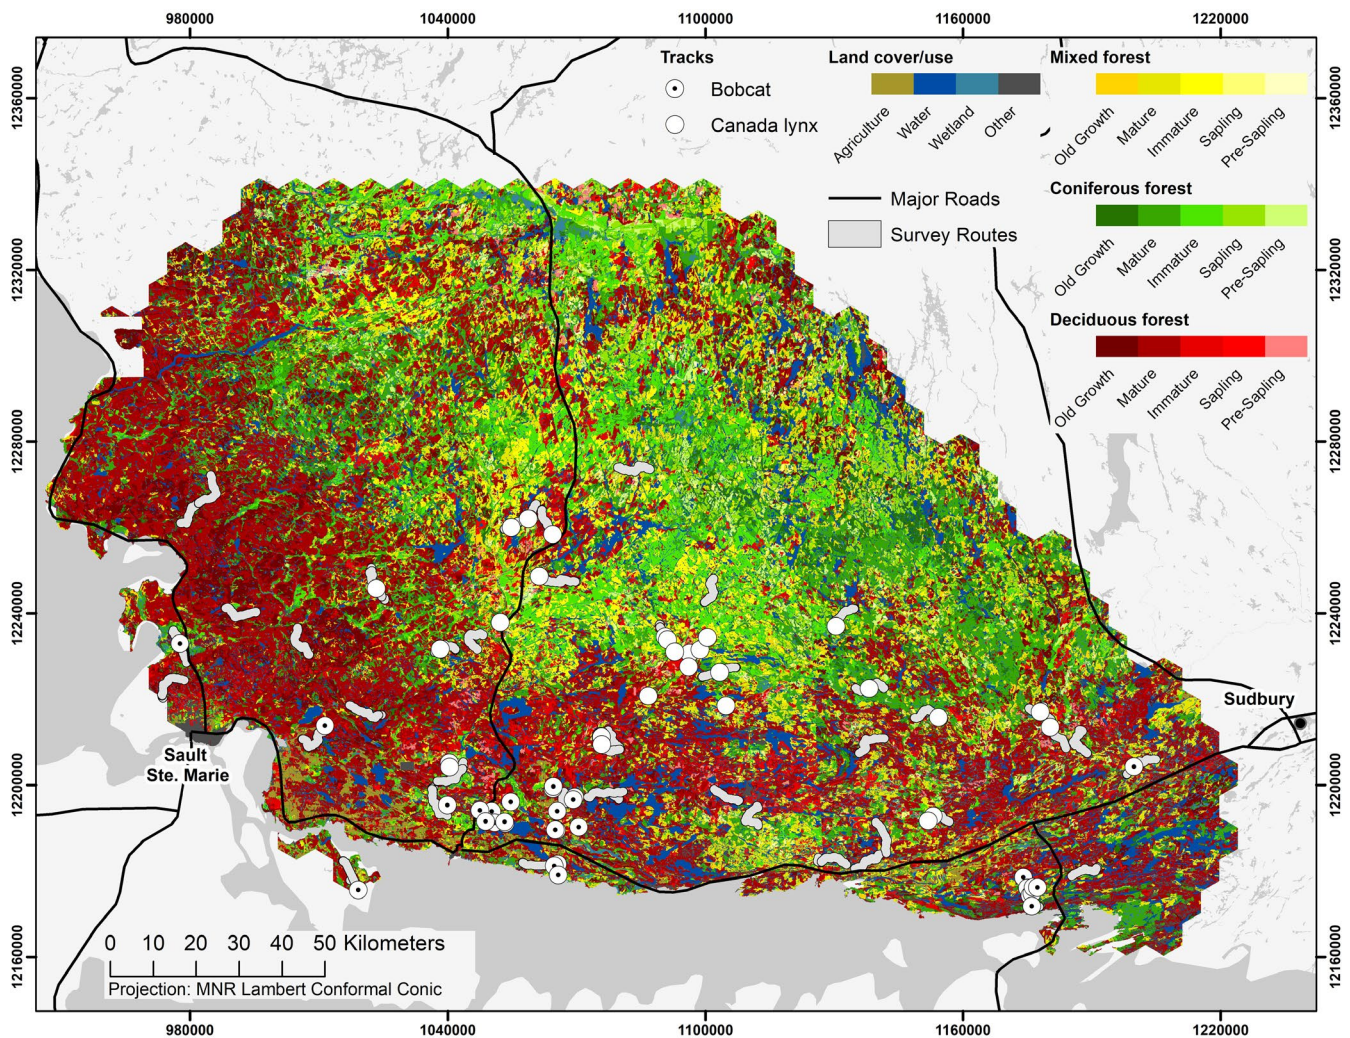 980000 1040000 1100000 1160000 1220000
Tracks
Bobcat
Canada lynx
Land cover/use
Agriculture
Water
Wetland
Other
Major Roads
Survey Routes
Mixed forest
Old Growth
Mature
Immature
Sapling
Pre-Sapling
Coniferous forest
Old Growth
Mature
Immature
Sapling
Pre-Sapling
Deciduous forest
Old Growth
Mature
Immature
Sapling
Pre-Sapling
12360000
12320000
12280000
12240000
12200000
12160000
12360000
12320000
12280000
12240000
12200000
12160000
Sudbury
Sault
Ste. Marie
0 10 20 30 40 50 Kilometers
Projection: MNR Lambert Conformal Conic
980000 1040000 1100000 1160000 1220000